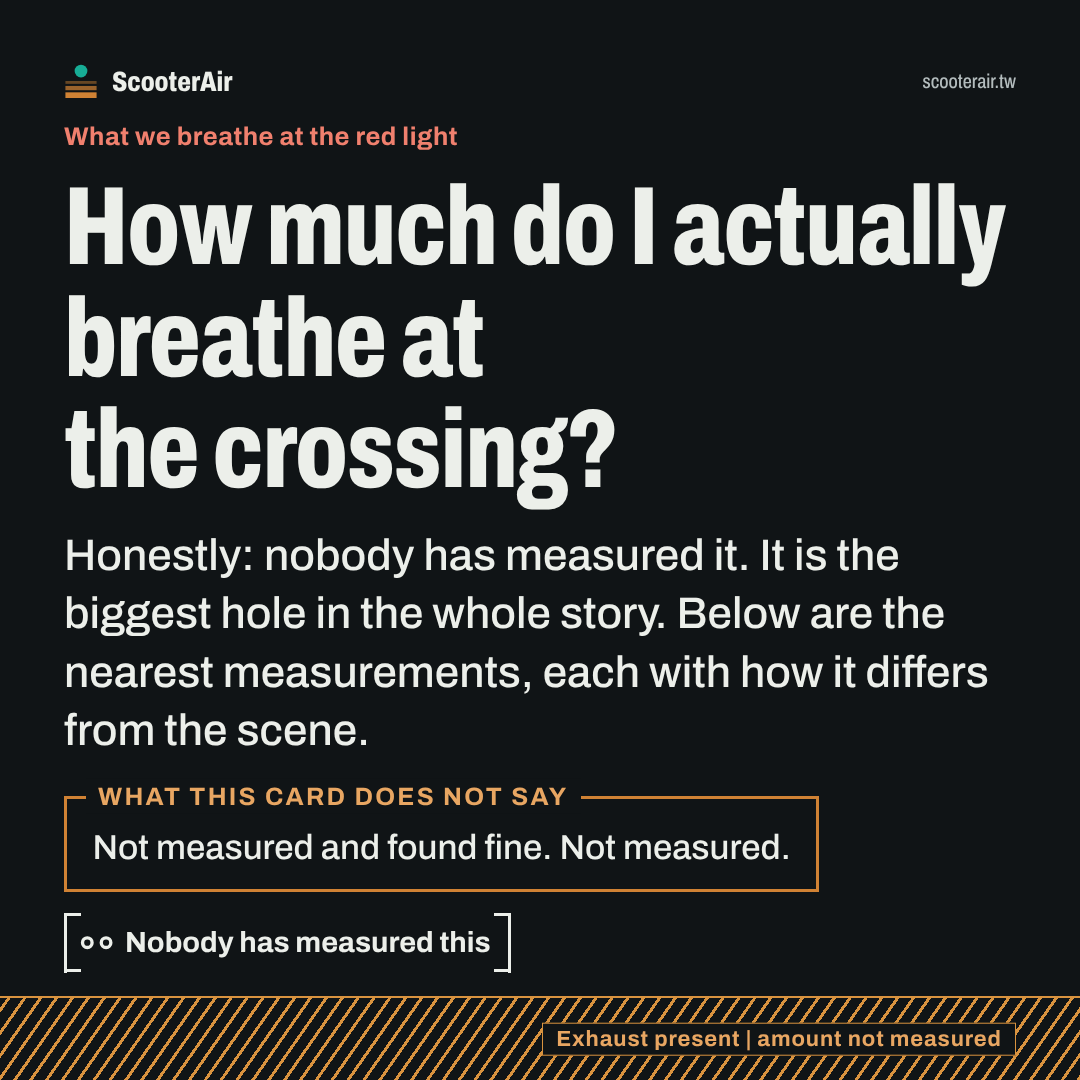 ScooterAir
scooterair.tw
What we breathe at the red light
How much do I actually
breathe at
the crossing?
Honestly: nobody has measured it. It is the
biggest hole in the whole story. Below are the
nearest measurements, each with how it differs
from the scene.
WHAT THIS CARD DOES NOT SAY
Not measured and found fine. Not measured.
Nobody has measured this
Exhaust present | amount not measured